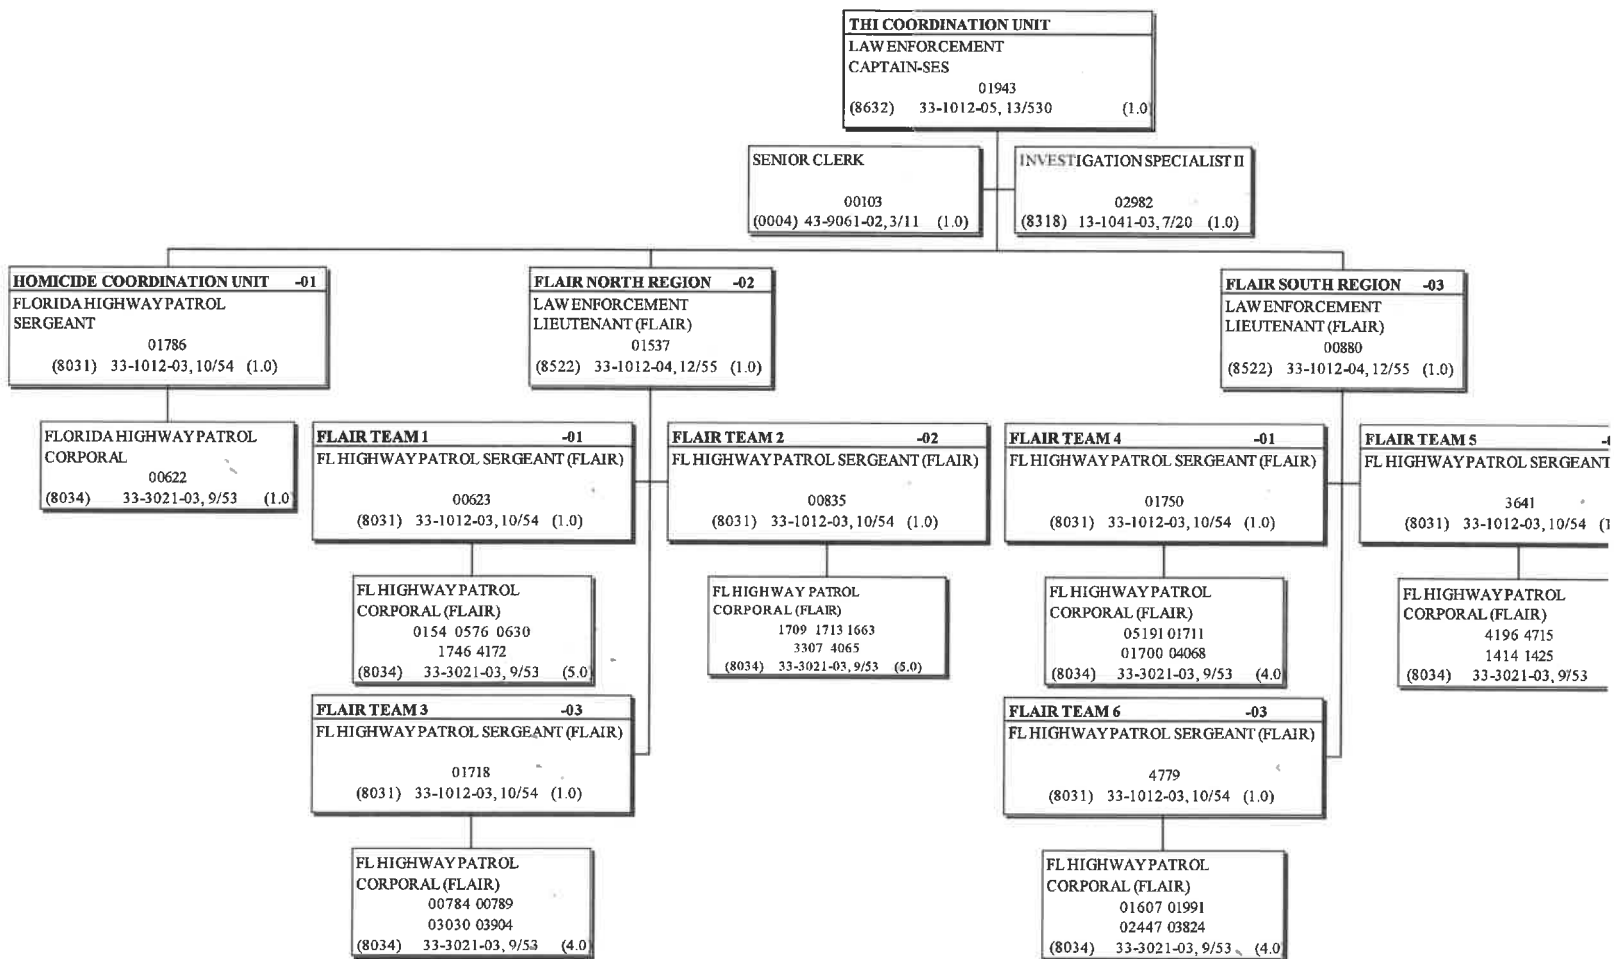 THI COORDINATION UNIT
LAW ENFORCEMENT
CAPTAIN-SES
01943
(8632) 33-1012-05, 13/530 (1.0)
SENIOR CLERK
00103
(0004) 43-9061-02, 3/11 (1.0)
INVESTIGATION SPECIALIST II
02982
(8318) 13-1041-03, 7/20 (1.0)
HOMICIDE COORDINATION UNIT -01
FLORIDA HIGHWAY PATROL
SERGEANT
01786
(8031) 33-1012-03, 10/54 (1.0)
FLORIDA HIGHWAY PATROL
CORPORAL
00622
(8034) 33-3021-03, 9/53 (1.0
FLAIR NORTH REGION -02
LAW ENFORCEMENT
LIEUTENANT (FLAIR)
01537
(8522) 33-1012-04, 12/55 (1.0)
FLAIR TEAM 1 -01
FL HIGHWAY PATROL SERGEANT (FLAIR)
00623
(8031) 33-1012-03, 10/54 (1.0)
FL HIGHWAY PATROL
CORPORAL (FLAIR)
0154 0576 0630
1746 4172
(8034) 33-3021-03, 9/53 (5.0)
FLAIR TEAM 2 -02
FL HIGHWAY PATROL SERGEANT (FLAIR)
00835
(8031) 33-1012-03, 10/54 (1.0)
FL HIGHWAY PATROL
CORPORAL (FLAIR)
1709 1713 1663
3307 4065
(8034) 33-3021-03, 9/53 (5.0)
FLAIR TEAM 3 -03
FL HIGHWAY PATROL SERGEANT (FLAIR)
01718
(8031) 33-1012-03, 10/54 (1.0)
FL HIGHWAY PATROL
CORPORAL (FLAIR)
00784 00789
03030 03904
(8034) 33-3021-03, 9/53 (4.0)
FLAIR SOUTH REGION -03
LAW ENFORCEMENT
LIEUTENANT (FLAIR)
00880
(8522) 33-1012-04, 12/55 (1.0)
FLAIR TEAM 4 -01
FL HIGHWAY PATROL SERGEANT (FLAIR)
01750
(8031) 33-1012-03, 10/54 (1.0)
FL HIGHWAY PATROL
CORPORAL (FLAIR)
05191 01711
01700 04068
(8034) 33-3021-03, 9/53 (4.0
FLAIR TEAM 5
FL HIGHWAY PATROL SERGEANT
3641
(8031) 33-1012-03, 10/54
FL HIGHWAY PATROL
CORPORAL (FLAIR)
4196 4715
1414 1425
(8034) 33-3021-03, 9/53
FLAIR TEAM 6 -03
FL HIGHWAY PATROL SERGEANT (FLAIR)
4779
(8031) 33-1012-03, 10/54 (1.0)
FL HIGHWAY PATROL
CORPORAL (FLAIR)
01607 01991
02447 03824
(8034) 33-3021-03, 9/53 (4.0)